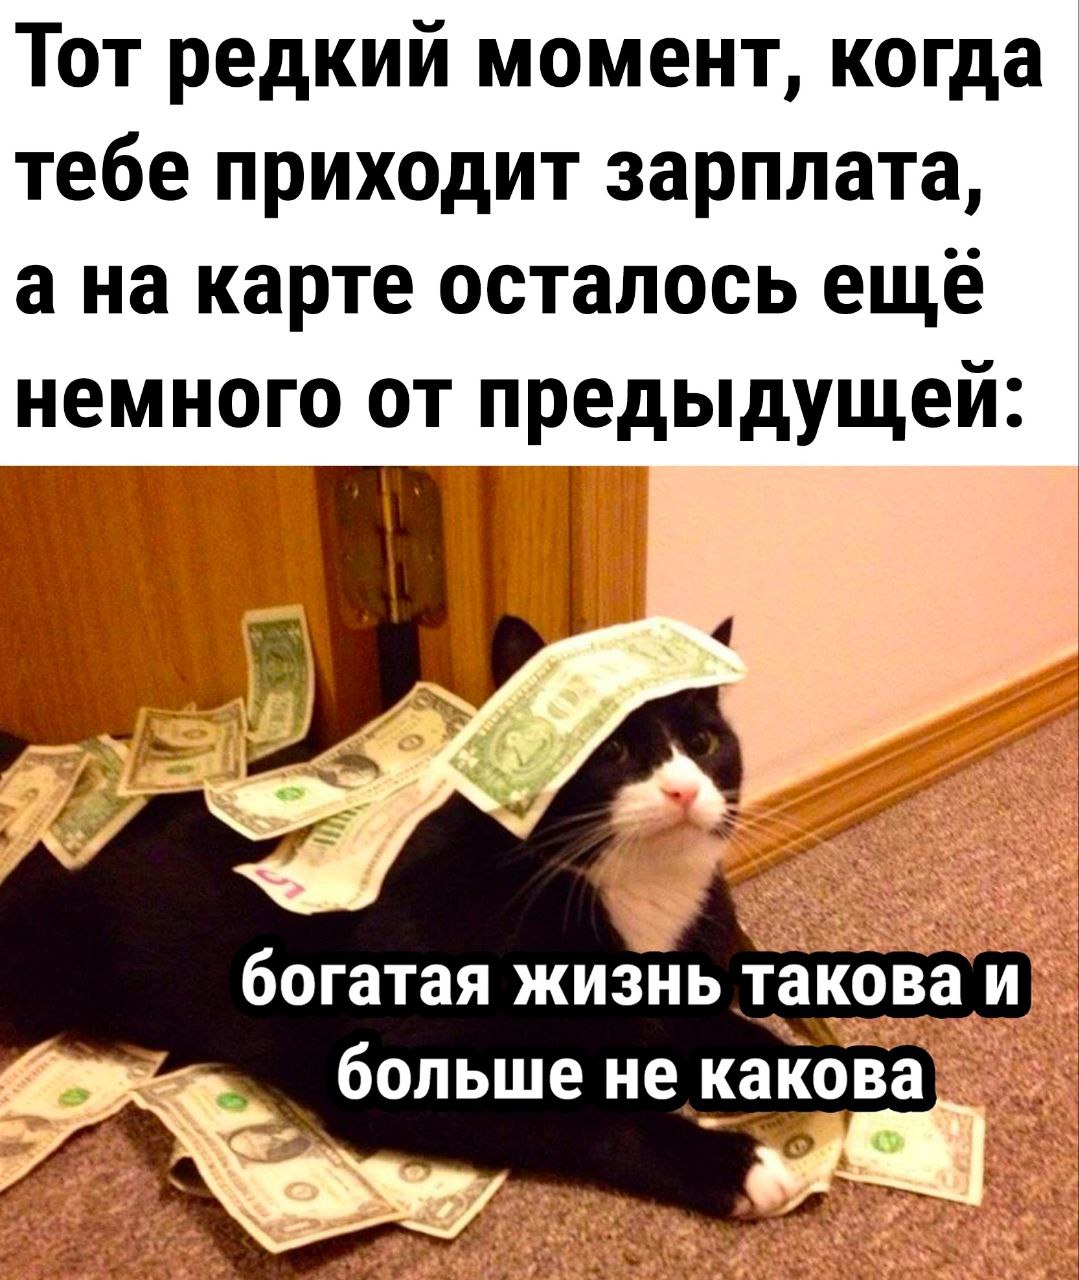 Тот редкий момент, когда
тебе приходит зарплата,
а на карте осталось ещё
немного от предыдущей:
богатая жизнь такова и
больше не какова